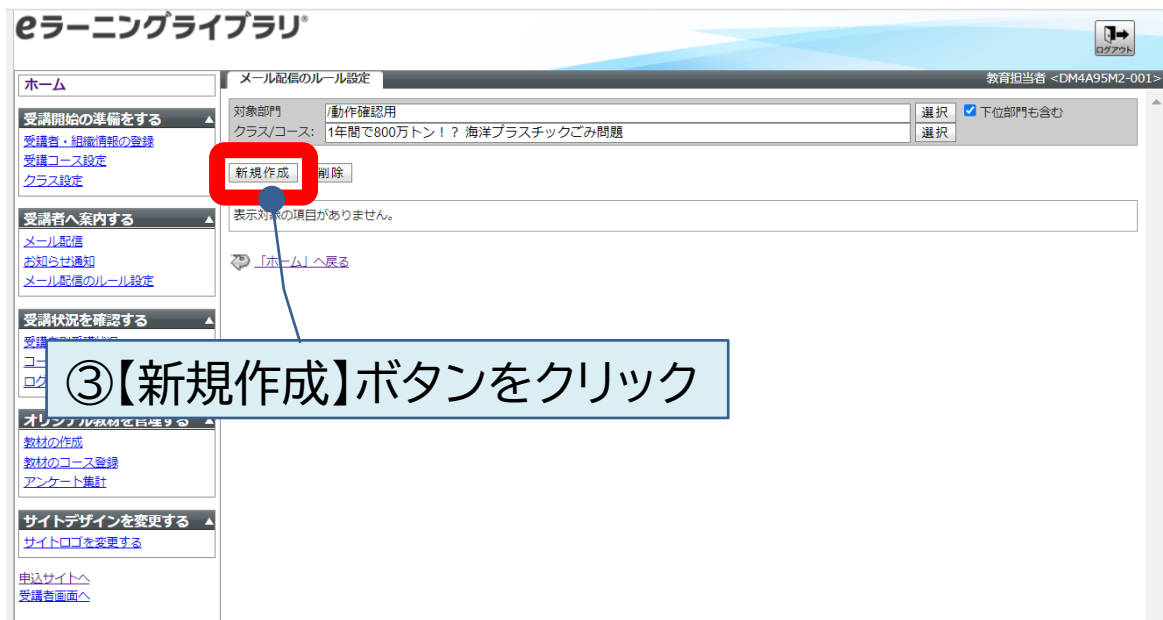 eラーニングライブラリ®
ログアウト
ホーム
メール配信のルール設定
教育担当者 <DM4A95M2-001>
対象部門
/動作確認用
選択
下位部門も含む
クラス/コース:
1年間で800万トン!? 海洋プラスチックごみ問題
選択
新規作成
削除
表示対象の項目がありません。
「ホーム」へ戻る
受講開始の準備をする
受講者・組織情報の登録
受講コース設定
クラス設定
受講者へ案内する
メール配信
お知らせ通知
メール配信のルール設定
受講状況を確認する
③【新規作成】ボタンをクリック
オリジナル教材を管理する
教材の作成
教材のコース登録
アンケート集計
サイトデザインを変更する
サイトロゴを変更する
申込サイトへ
受講者画面へ